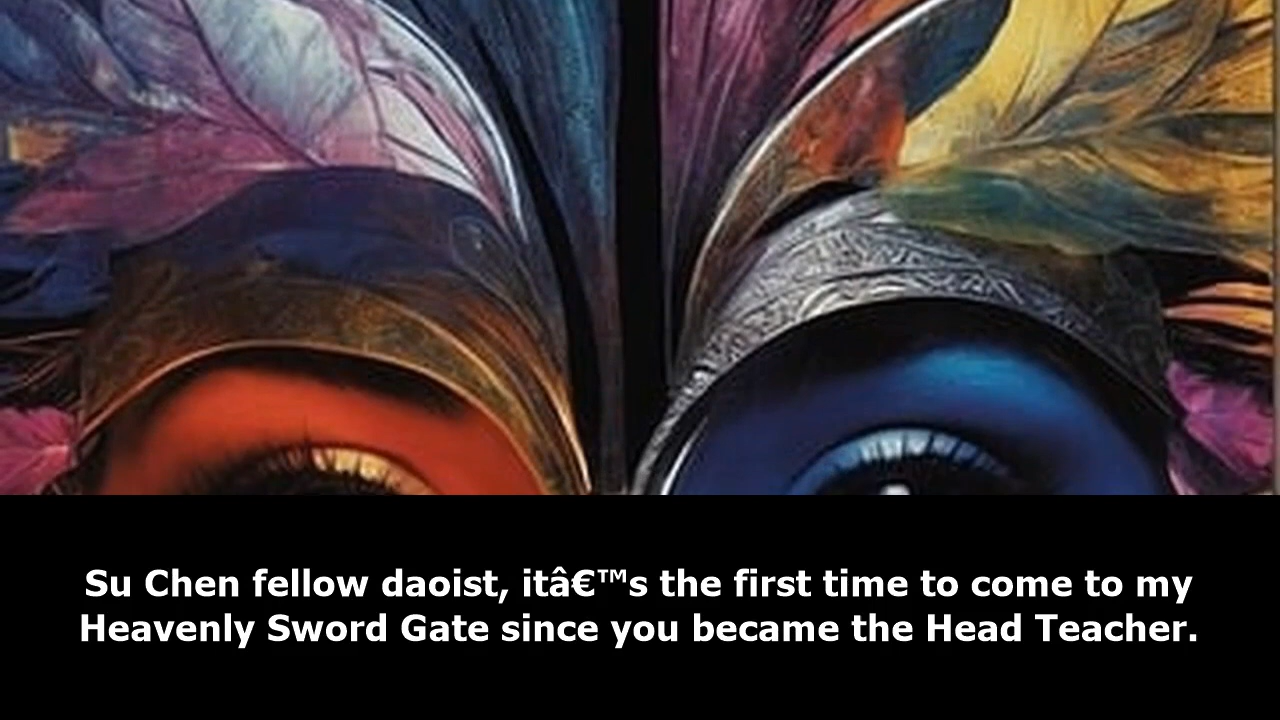 Su Chen fellow daoist, itâ€™s the first time to come to my
Heavenly Sword Gate since you became the Head Teacher.